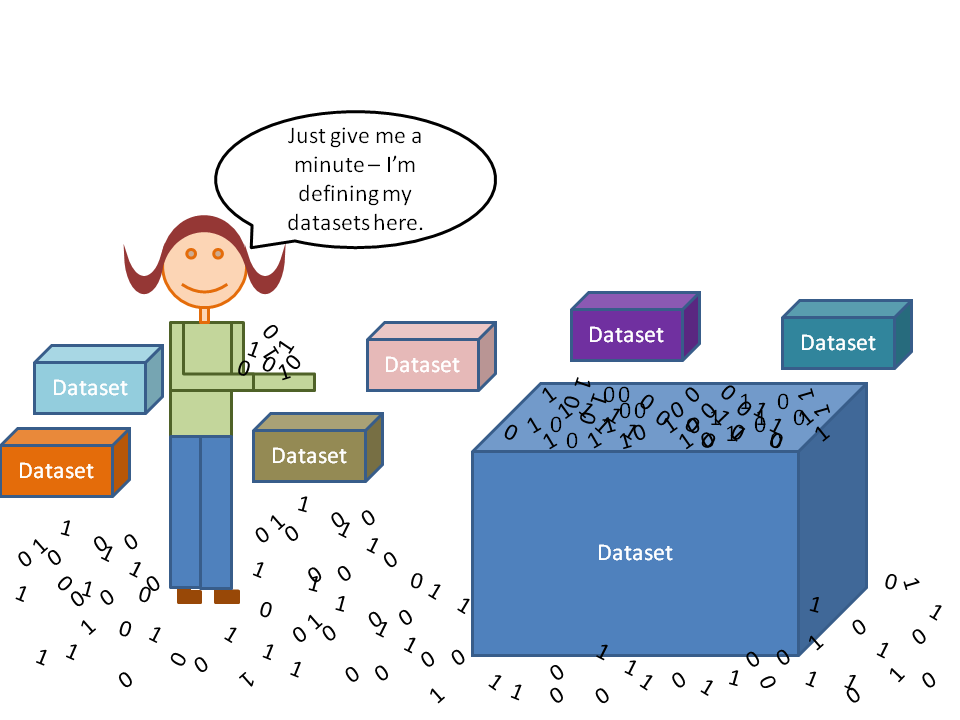 Just give me a
minute – I’m
defining my
datasets here.
Dataset
Dataset
Dataset
Dataset
Dataset
Dataset
Dataset
Dataset